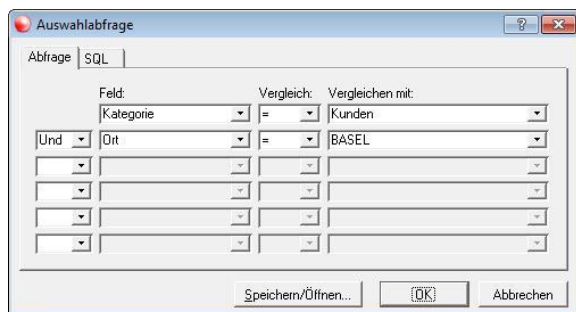 Auswahlabfrage
Abfrage SQL
Feld: Vergleich: Vergleichen mit:
Kategorie = Kunden
Und Ort = BASEL
Speichern/Öffnen... OK Abbrechen